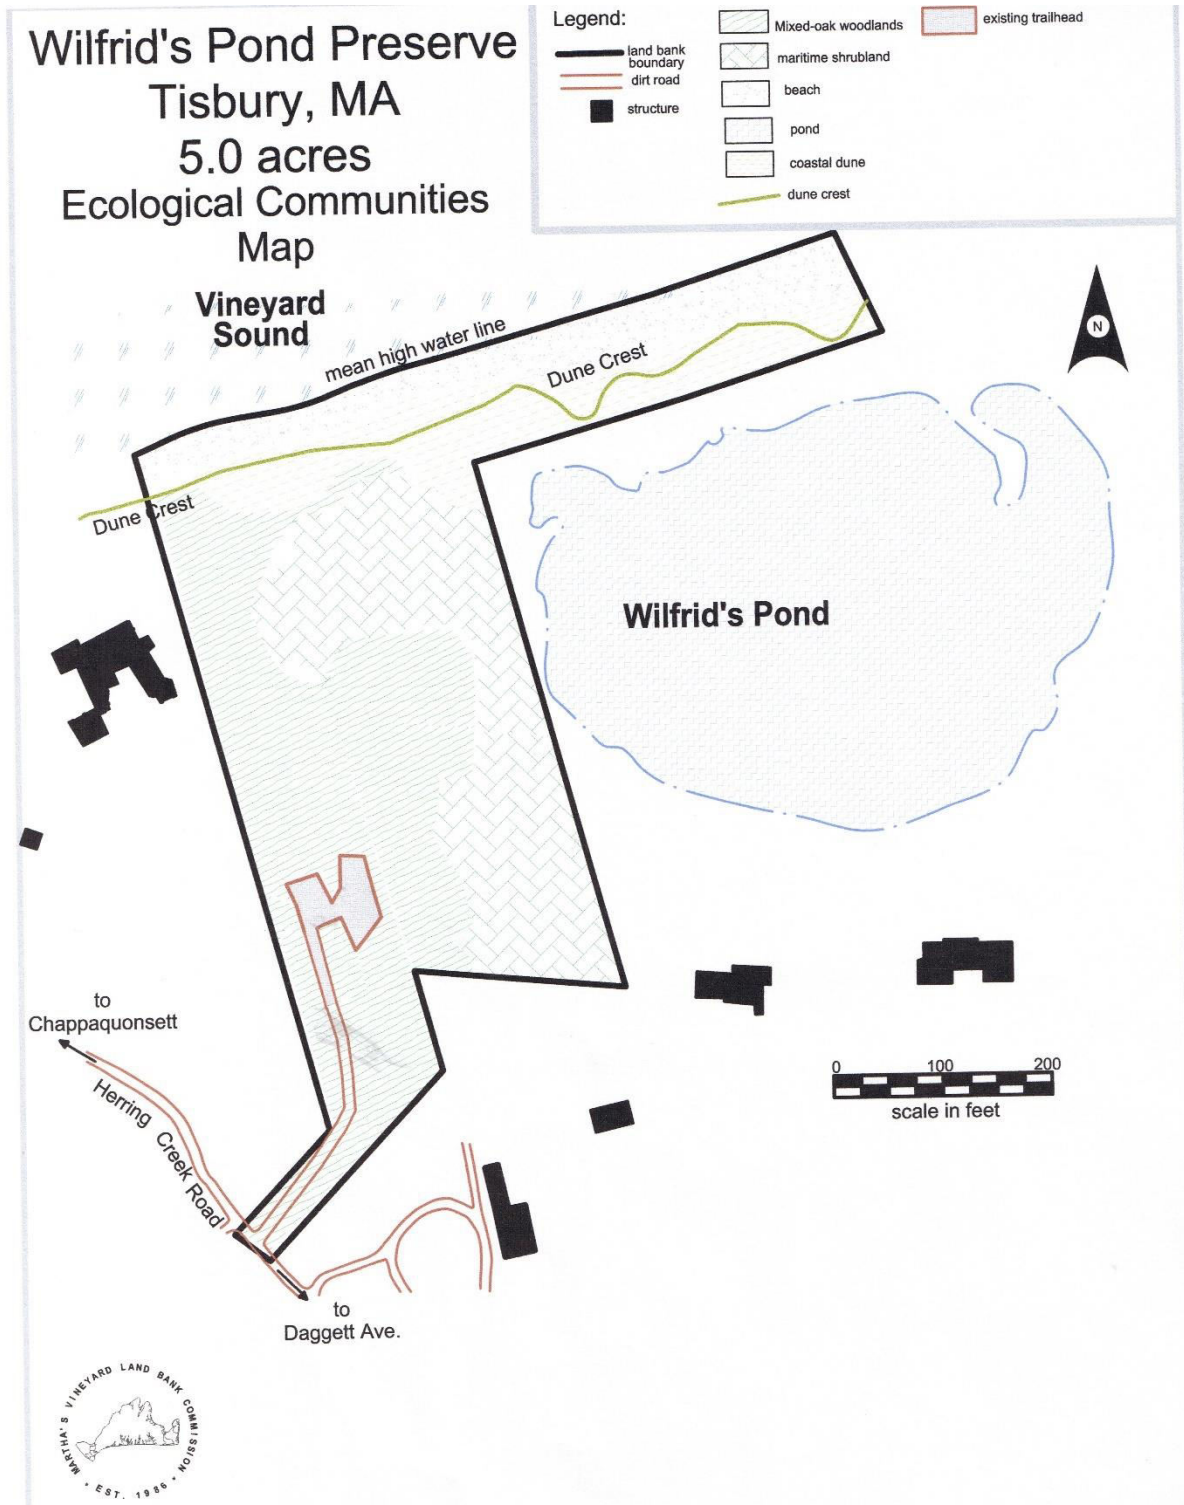 Wilfrid's Pond Preserve
Tisbury, MA
5.0 acres
Ecological Communities
Map
Legend:
land bank
boundary
dirt road
structure
Mixed-oak woodlands
maritime shrubland
beach
pond
coastal dune
dune crest
existing trailhead
Vineyard
Sound
mean high water line
Dune Crest
Dune Crest
N
Wilfrid's Pond
to
Chappaquonsett
Herring Creek Road
0 100 200
scale in feet
to
Daggett Ave.
MARTHA'S VINEYARD LAND BANK COMMISSION
· EST. 1986 ·